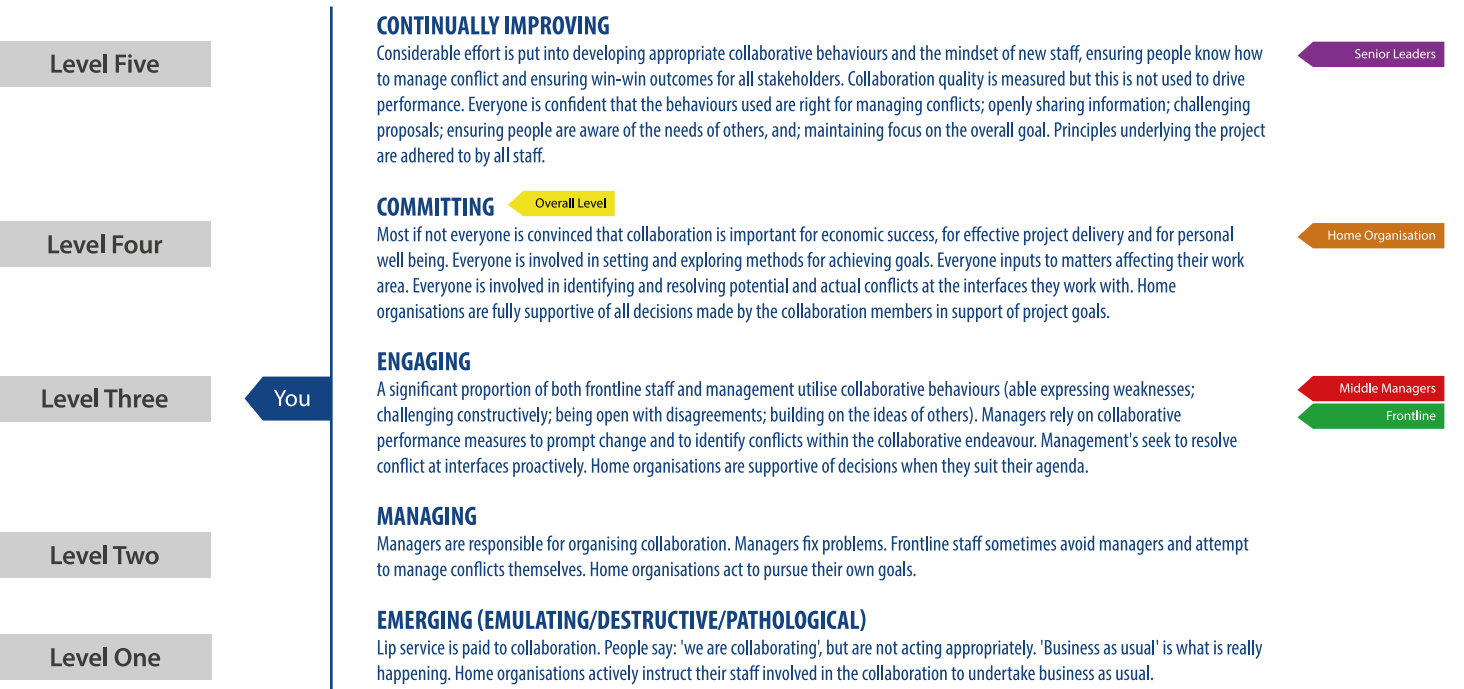 CONTINUALLY IMPROVING
Level Five
Considerable effort is put into developing appropriate collaborative behaviours and the mindset of new staff, ensuring people know how
to manage conflict and ensuring win-win outcomes for all stakeholders. Collaboration quality is measured but this is not used to drive
performance. Everyone is confident that the behaviours used are right for managing conflicts; openly sharing information; challenging
proposals; ensuring people are aware of the needs of others, and; maintaining focus on the overall goal. Principles underlying the project
are adhered to by all staff.
Senior Leaders
COMMITTING
Overall Level
Level Four
Most if not everyone is convinced that collaboration is important for economic success, for effective project delivery and for personal
well being. Everyone is involved in setting and exploring methods for achieving goals. Everyone inputs to matters affecting their work
area. Everyone is involved in identifying and resolving potential and actual conflicts at the interfaces they work with. Home
organisations are fully supportive of all decisions made by the collaboration members in support of project goals.
Home Organisation
ENGAGING
Level Three
You
A significant proportion of both frontline staff and management utilise collaborative behaviours (able expressing weaknesses;
challenging constructively; being open with disagreements; building on the ideas of others). Managers rely on collaborative
performance measures to prompt change and to identify conflicts within the collaborative endeavour. Management's seek to resolve
conflict at interfaces proactively. Home organisations are supportive of decisions when they suit their agenda.
Middle Managers
Frontline
MANAGING
Level Two
Managers are responsible for organising collaboration. Managers fix problems. Frontline staff sometimes avoid managers and attempt
to manage conflicts themselves. Home organisations act to pursue their own goals.
EMERGING (EMULATING/DESTRUCTIVE/PATHOLOGICAL)
Level One
Lip service is paid to collaboration. People say: 'we are collaborating', but are not acting appropriately. 'Business as usual' is what is really
happening. Home organisations actively instruct their staff involved in the collaboration to undertake business as usual.